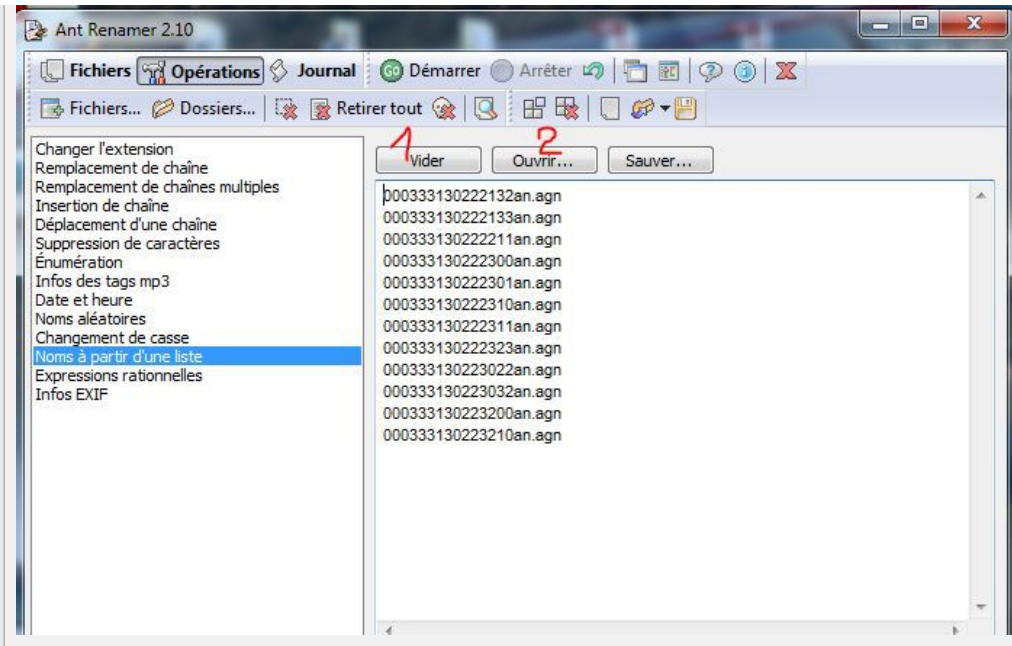 Ant Renamer 2.10
Fichiers Opérations Journal Démarrer Arrêter
Fichiers... Dossiers... Retirer tout
1 2
Vider Ouvrir... Sauver...
Changer l'extension
Remplacement de chaîne
Remplacement de chaînes multiples
Insertion de chaîne
Déplacement d'une chaîne
Suppression de caractères
Énumération
Infos des tags mp3
Date et heure
Noms aléatoires
Changement de casse
Noms à partir d'une liste
Expressions rationnelles
Infos EXIF
000333130222132an.agn
000333130222133an.agn
000333130222211an.agn
000333130222300an.agn
000333130222301an.agn
000333130222310an.agn
000333130222311an.agn
000333130222323an.agn
000333130223022an.agn
000333130223032an.agn
000333130223200an.agn
000333130223210an.agn